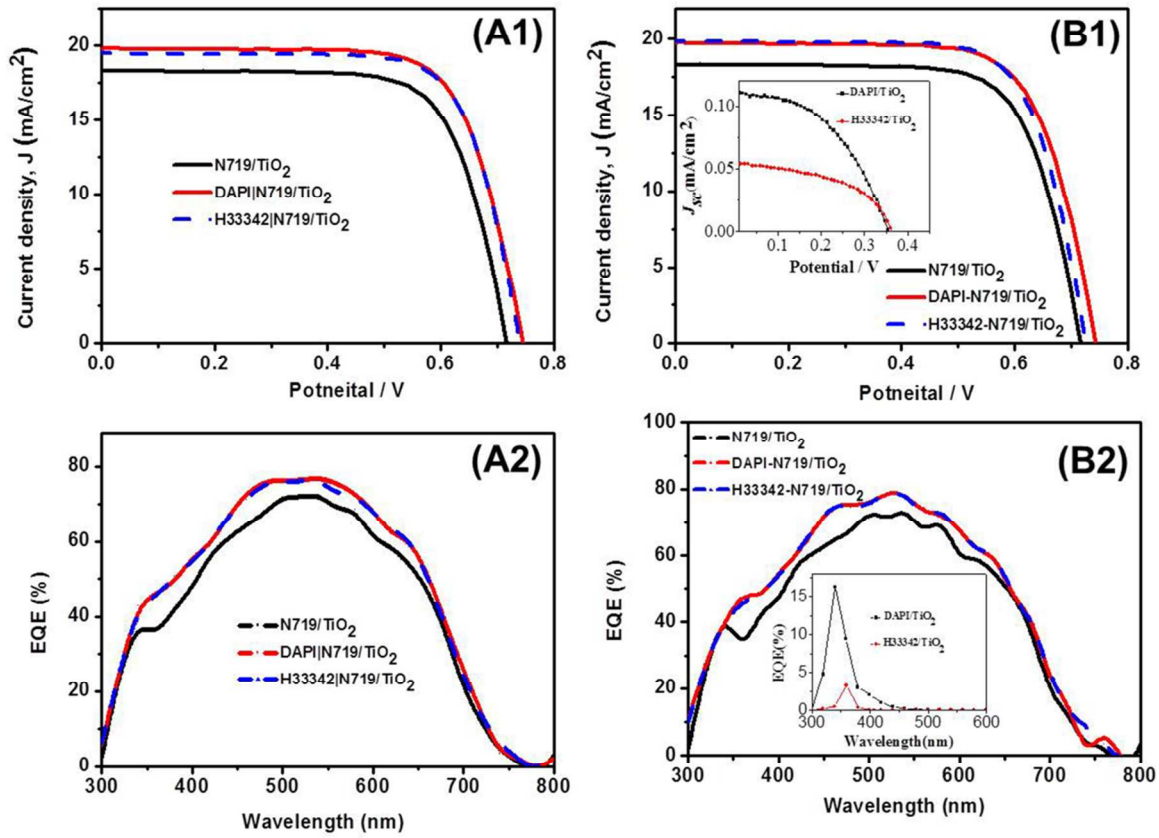 (A1)
Current density, J (mA/cm2)
20
15
10
5
0
N719/TiO2
DAPI|N719/TiO2
H33342|N719/TiO2
0.0 0.2 0.4 0.6 0.8
Potneital / V
(B1)
Current density, J (mA/cm2)
20
15
10
5
0
JSC(mA/cm2)
0.10
0.05
0.00
DAPI/TiO2
H33342/TiO2
0.1 0.2 0.3 0.4
Potential / V
N719/TiO2
DAPI-N719/TiO2
H33342-N719/TiO2
0.0 0.2 0.4 0.6 0.8
Potneital / V
(A2)
EQE (%)
80
60
40
20
0
N719/TiO2
DAPI|N719/TiO2
H33342|N719/TiO2
300 400 500 600 700 800
Wavelength (nm)
(B2)
EQE (%)
100
80
60
40
20
0
N719/TiO2
DAPI-N719/TiO2
H33342-N719/TiO2
EQE(%)
15
10
5
0
DAPI/TiO2
H33342/TiO2
300 400 500 600
Wavelength(nm)
300 400 500 600 700 800
Wavelength (nm)